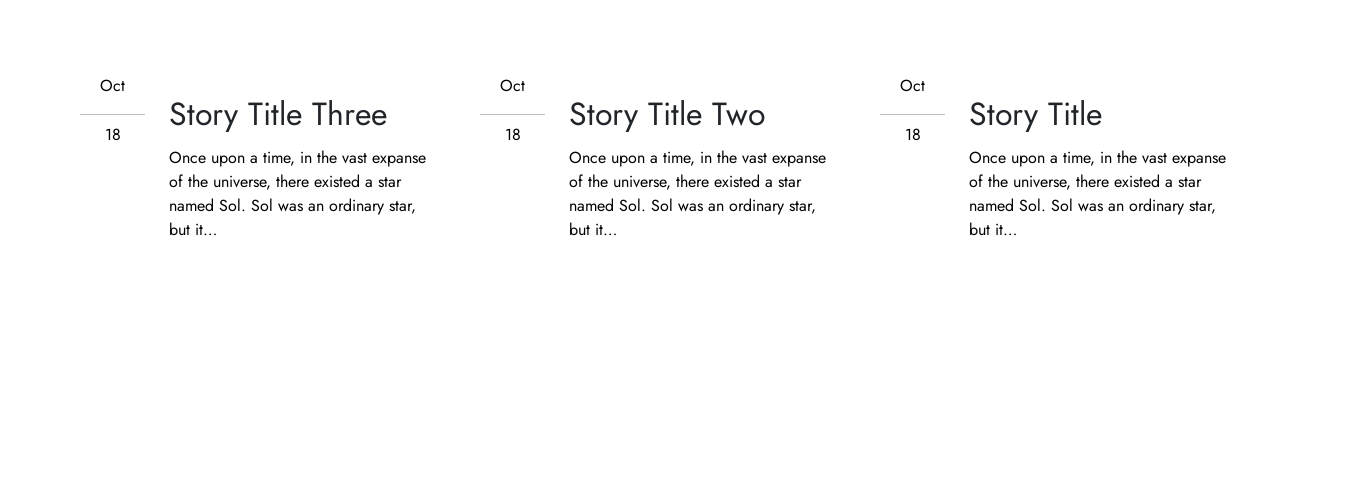 Oct
18
Story Title Three
Once upon a time, in the vast expanse
of the universe, there existed a star
named Sol. Sol was an ordinary star,
but it…
Oct
18
Story Title Two
Once upon a time, in the vast expanse
of the universe, there existed a star
named Sol. Sol was an ordinary star,
but it…
Oct
18
Story Title
Once upon a time, in the vast expanse
of the universe, there existed a star
named Sol. Sol was an ordinary star,
but it…